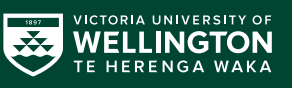 1897
VICTORIA UNIVERSITY OF
WELLINGTON
TE HERENGA WAKA